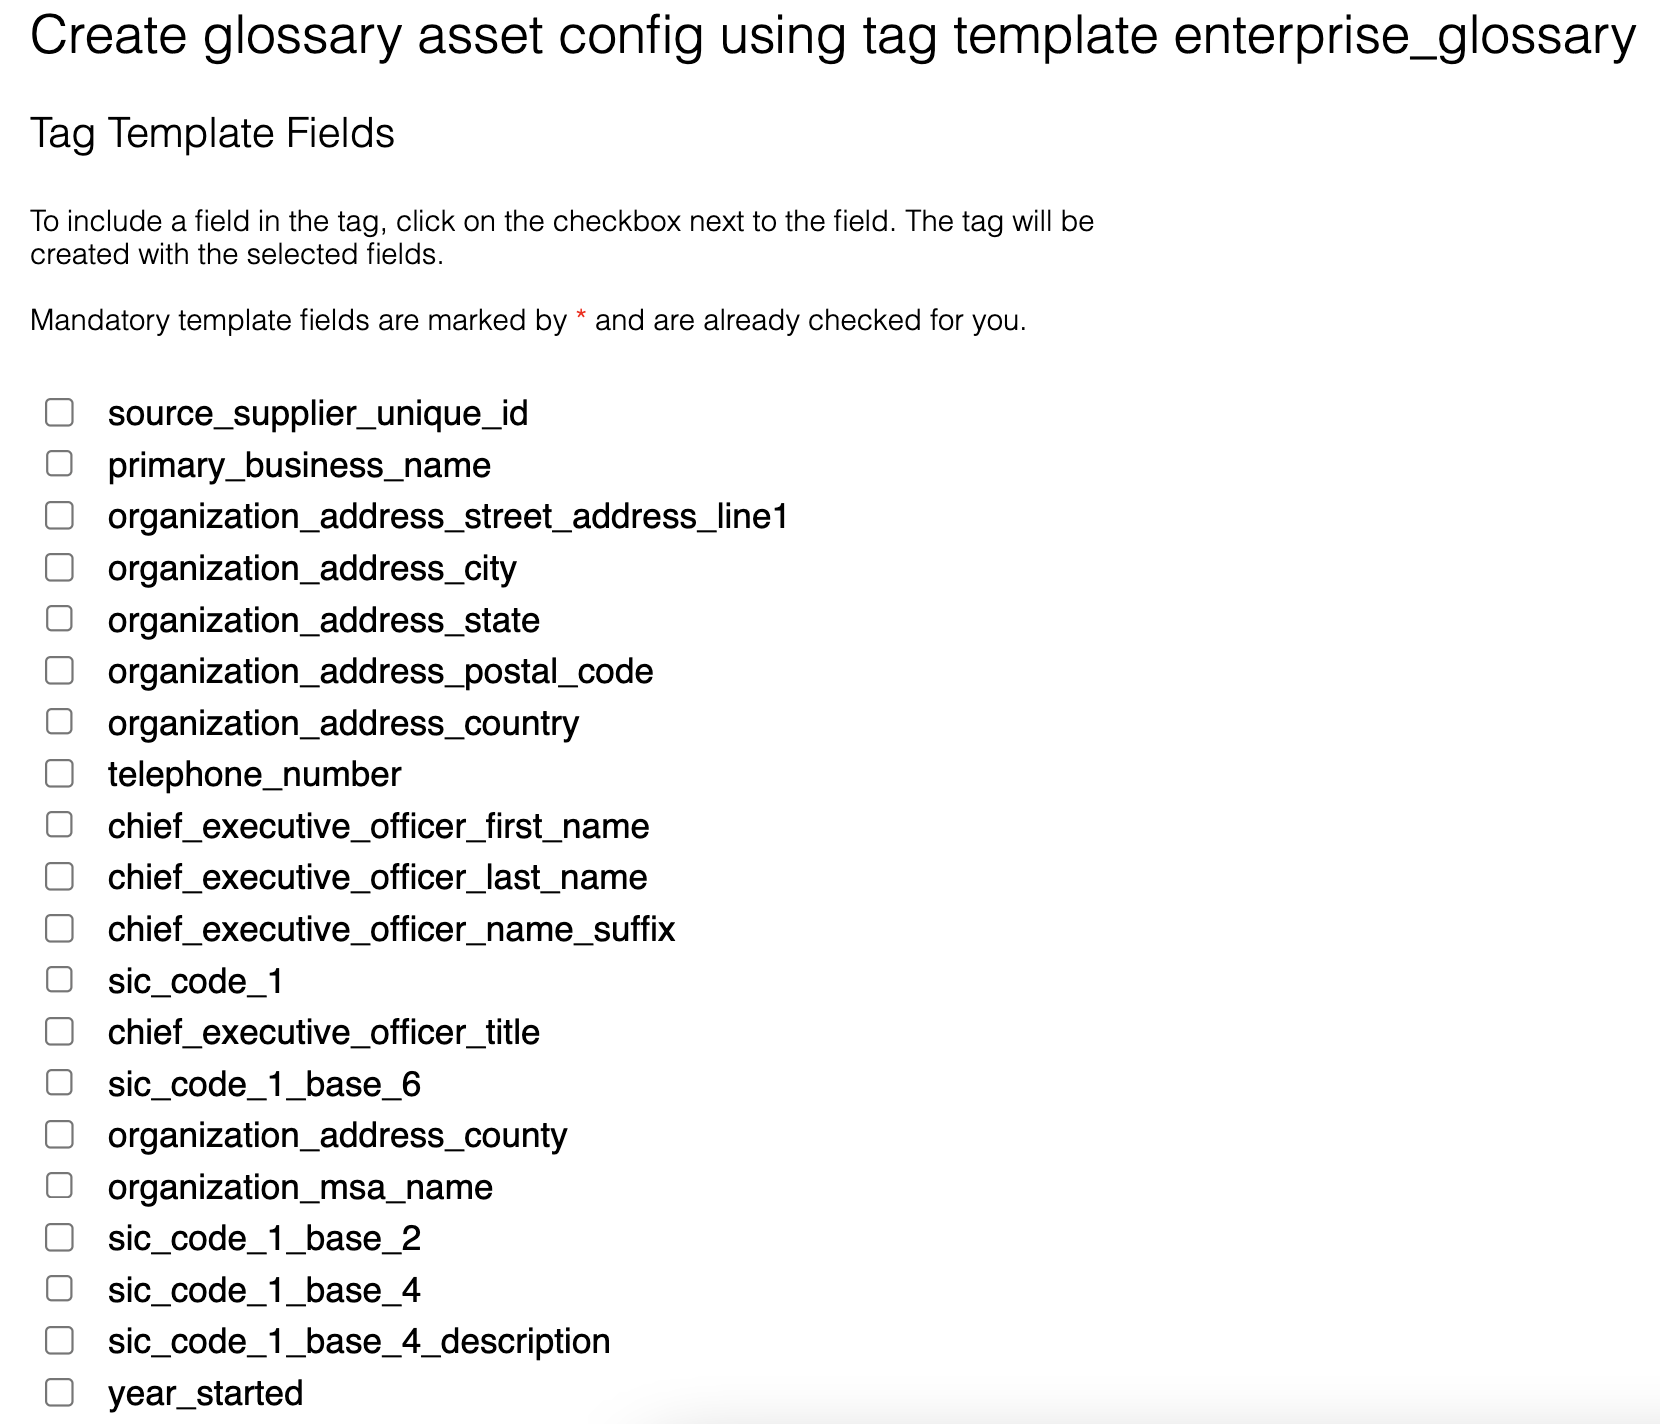 Create glossary asset config using tag template enterprise_glossary
Tag Template Fields
To include a field in the tag, click on the checkbox next to the field. The tag will be
created with the selected fields.
Mandatory template fields are marked by * and are already checked for you.
source_supplier_unique_id
primary_business_name
organization_address_street_address_line1
organization_address_city
organization_address_state
organization_address_postal_code
organization_address_country
telephone_number
chief_executive_officer_first_name
chief_executive_officer_last_name
chief_executive_officer_name_suffix
sic_code_1
chief_executive_officer_title
sic_code_1_base_6
organization_address_county
organization_msa_name
sic_code_1_base_2
sic_code_1_base_4
sic_code_1_base_4_description
year_started